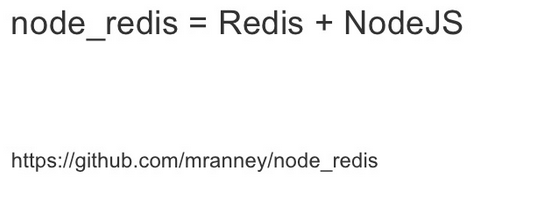 node_redis = Redis + NodeJS
https://github.com/mranney/node_redis